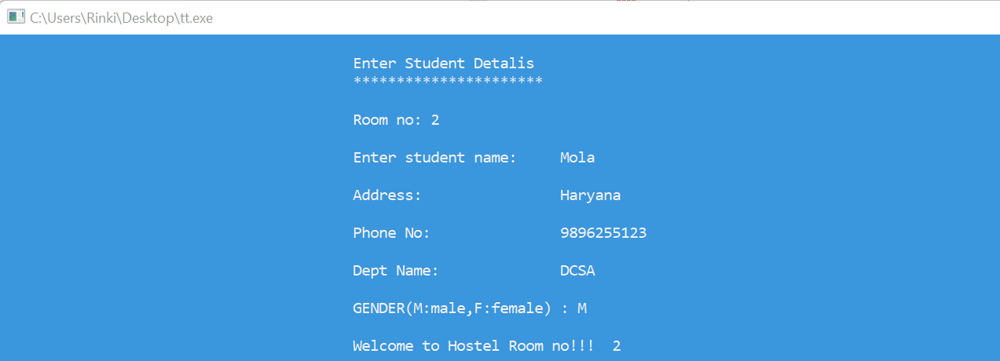 C:\Users\Rinki\Desktop\tt.exe
Enter Student Detalis
**********************
Room no: 2
Enter student name: Mola
Address: Haryana
Phone No: 9896255123
Dept Name: DCSA
GENDER(M:male,F:female) : M
Welcome to Hostel Room no!!! 2